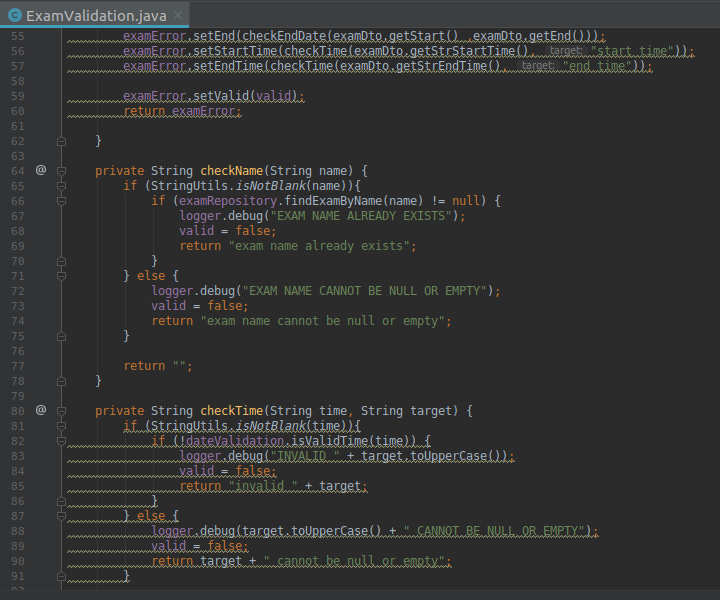 ExamValidation.java ×
55 examError.setEnd(checkEndDate(examDto.getStart() ,examDto.getEnd()));
56 examError.setStartTime(checkTime(examDto.getStrStartTime(), target: "start time"));
57 examError.setEndTime(checkTime(examDto.getStrEndTime(), target: "end time"));
58
59 examError.setValid(valid);
60 return examError;
61
62 }
63
64 @ private String checkName(String name) {
65 if (StringUtils.isNotBlank(name)){
66 if (examRepository.findExamByName(name) != null) {
67 logger.debug("EXAM NAME ALREADY EXISTS");
68 valid = false;
69 return "exam name already exists";
70 }
71 } else {
72 logger.debug("EXAM NAME CANNOT BE NULL OR EMPTY");
73 valid = false;
74 return "exam name cannot be null or empty";
75 }
76
77 return "";
78 }
79
80 @ private String checkTime(String time, String target) {
81 if (StringUtils.isNotBlank(time)){
82 if (!dateValidation.isValidTime(time)) {
83 logger.debug("INVALID " + target.toUpperCase());
84 valid = false;
85 return "invalid " + target;
86 }
87 } else {
88 logger.debug(target.toUpperCase() + " CANNOT BE NULL OR EMPTY");
89 valid = false;
90 return target + " cannot be null or empty";
91 }